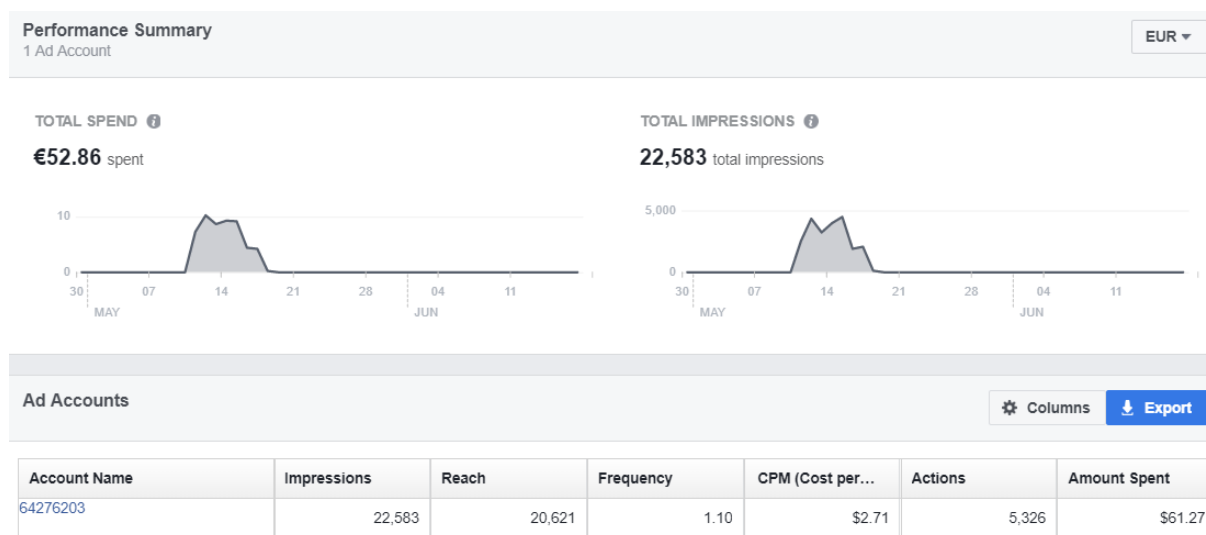 Performance Summary
1 Ad Account
EUR
TOTAL SPEND
€52.86 spent
10
0
30 07 14 21 28 04 11
MAY JUN
TOTAL IMPRESSIONS
22,583 total impressions
5,000
0
30 07 14 21 28 04 11
MAY JUN
Ad Accounts
Columns Export
Account Name Impressions Reach Frequency CPM (Cost per... Actions Amount Spent
64276203 22,583 20,621 1.10 $2.71 5,326 $61.27